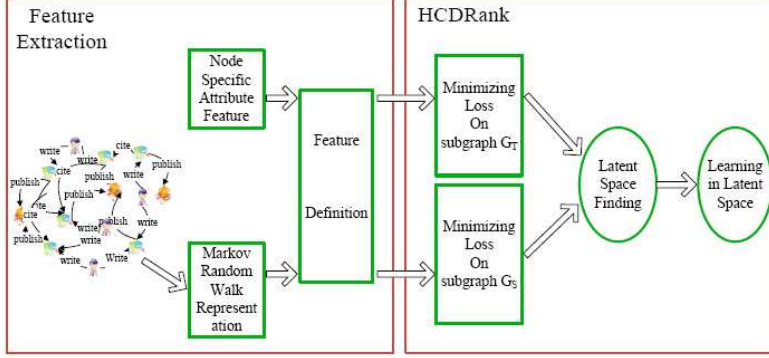 Feature
Extraction
HCDRank
Node
Specific
Attribute
Feature
Feature
Definition
Markov
Random
Walk
Represent
ation
Minimizing
Loss
On
subgraph G_T
Minimizing
Loss
On
subgraph G_S
Latent
Space
Finding
Learning
in Latent
Space
write
cite
write
write
publish
cite
publish
publish
publish
cite
cite
publish
write
write
publish
write
write
Write